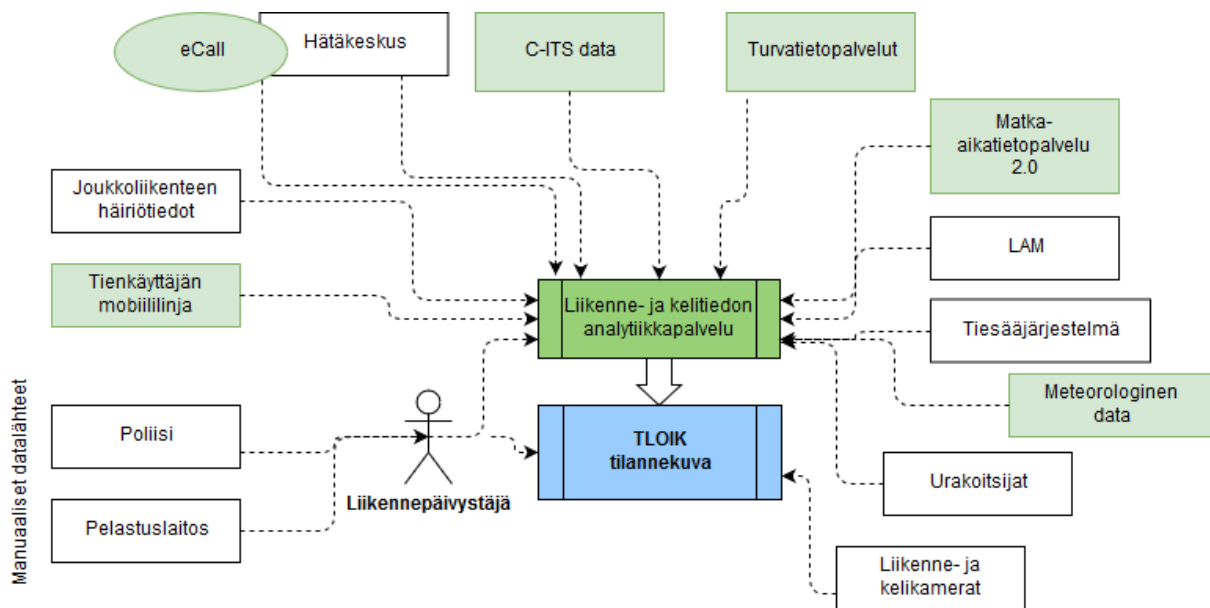 eCall
Hätäkeskus
C-ITS data
Turvatietopalvelut
Matka-
aikatietopalvelu
2.0
Joukkoliikenteen
häiriötiedot
LAM
Tienkäyttäjän
mobiililinja
Liikenne- ja kelitiedon
analytiikkapalvelu
Tiesääjärjestelmä
Meteorologinen
data
Manuaaliset datalähteet
Poliisi
TLOIK
tilannekuva
Urakoitsijat
Liikennepäivystäjä
Pelastuslaitos
Liikenne- ja
kelikamerat